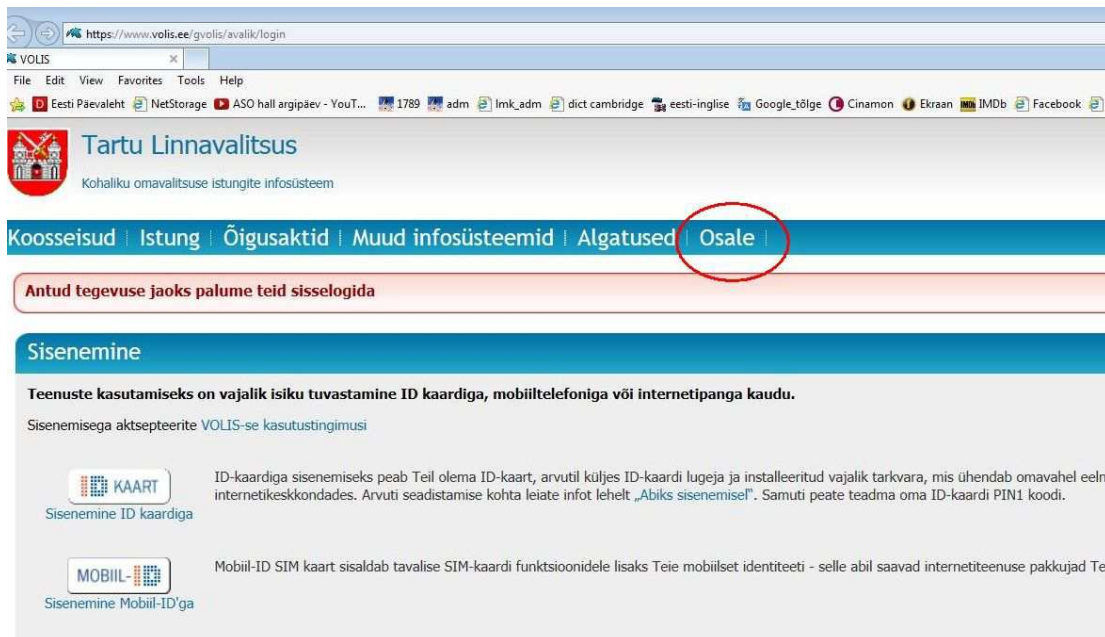 https://www.volis.ee/gvolis/avalik/login
VOLIS
File Edit View Favorites Tools Help
Eesti Päevaleht NetStorage ASO hall argipäev - YouT... 1789 adm lmk_adm dict cambridge eesti-inglise Google_tõlge Cinamon Ekraan IMDb Facebook
Tartu Linnavalitsus
Kohaliku omavalitsuse istungite infosüsteem
Koosseisud Istung Õigusaktid Muud infosüsteemid Algatused Osale
Antud tegevuse jaoks palume teid sisselogida
Sisenemine
Teenuste kasutamiseks on vajalik isiku tuvastamine ID kaardiga, mobiiltelefoniga või internetipanga kaudu.
Sisenemisega aktsepteerite VOLIS-se kasutustingimusi
ID KAART
Sisenemine ID kaardiga
ID-kaardiga sisenemiseks peab Teil olema ID-kaart, arvutil küljes ID-kaardi lugeja ja installeeritud vajalik tarkvara, mis ühendab omavahel eeln
internetikeskkondades. Arvuti seadistamise kohta leiate infot lehelt „Abiks sisenemisel". Samuti peate teadma oma ID-kaardi PIN1 koodi.
MOBIIL-ID
Sisenemine Mobiil-ID'ga
Mobiil-ID SIM kaart sisaldab tavalise SIM-kaardi funktsioonidele lisaks Teie mobiilset identiteeti - selle abil saavad internetiteenuse pakkujad Te